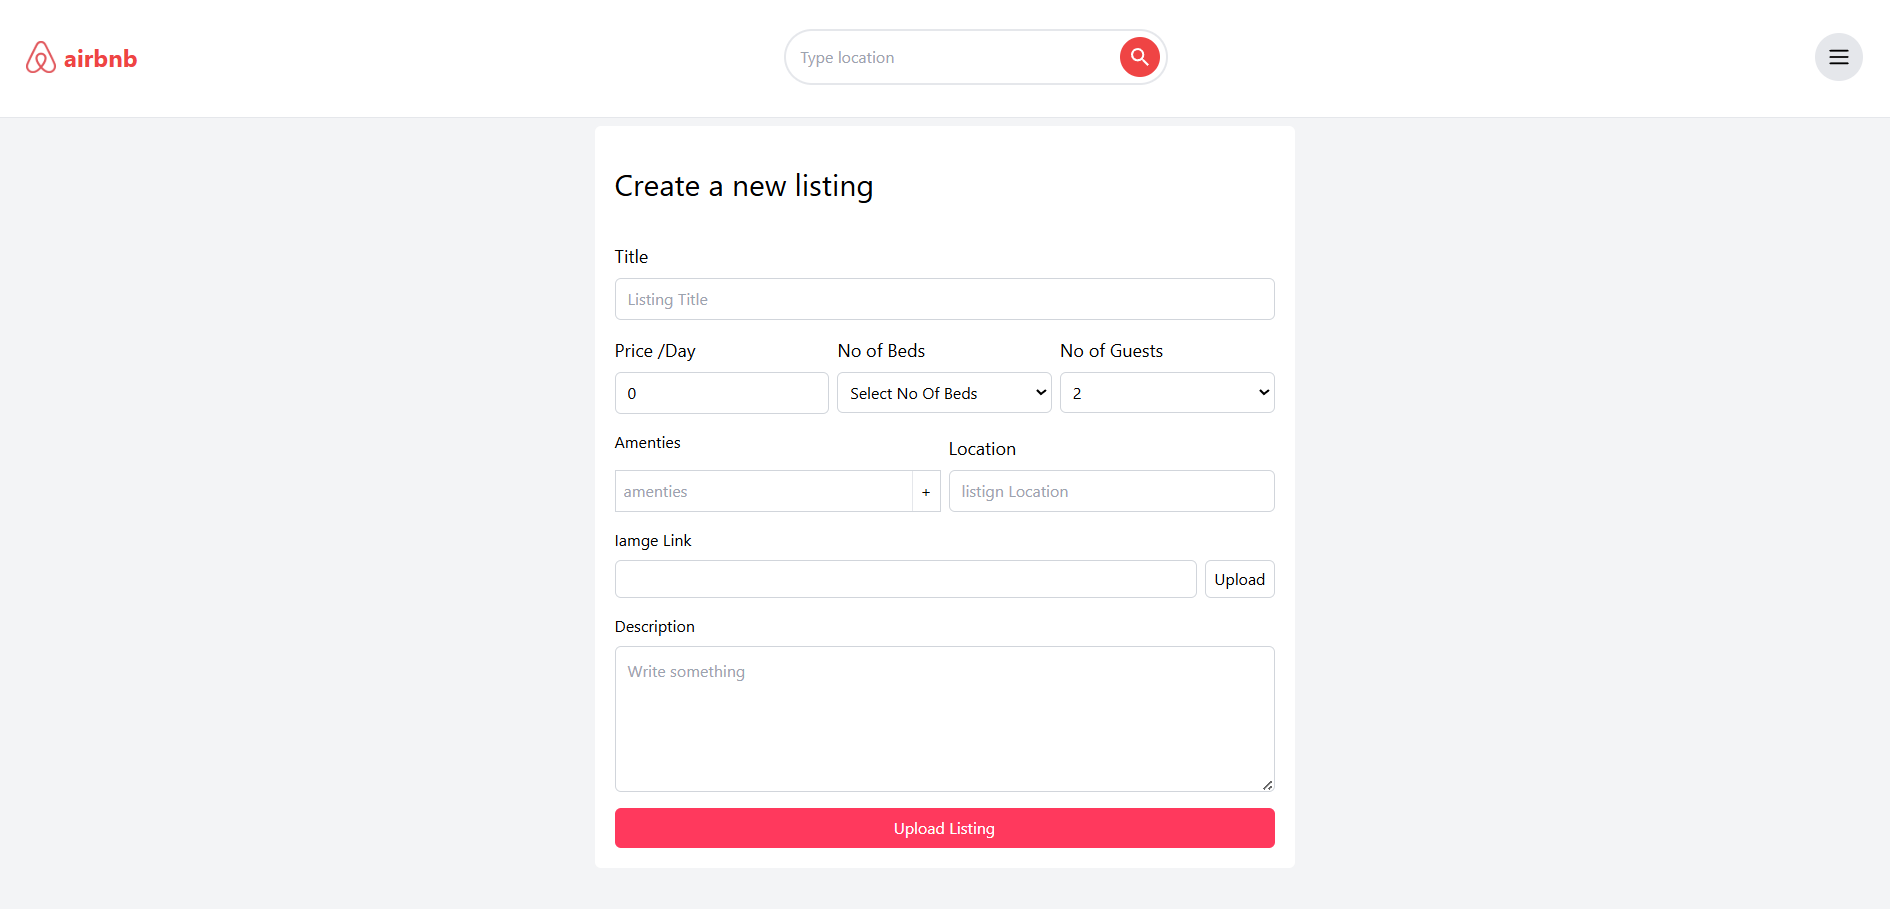 airbnb
Type location
Create a new listing
Title
Listing Title
Price /Day No of Beds No of Guests
0 Select No Of Beds 2
Amenties Location
amenties + listign Location
Iamge Link
Upload
Description
Write something
Upload Listing